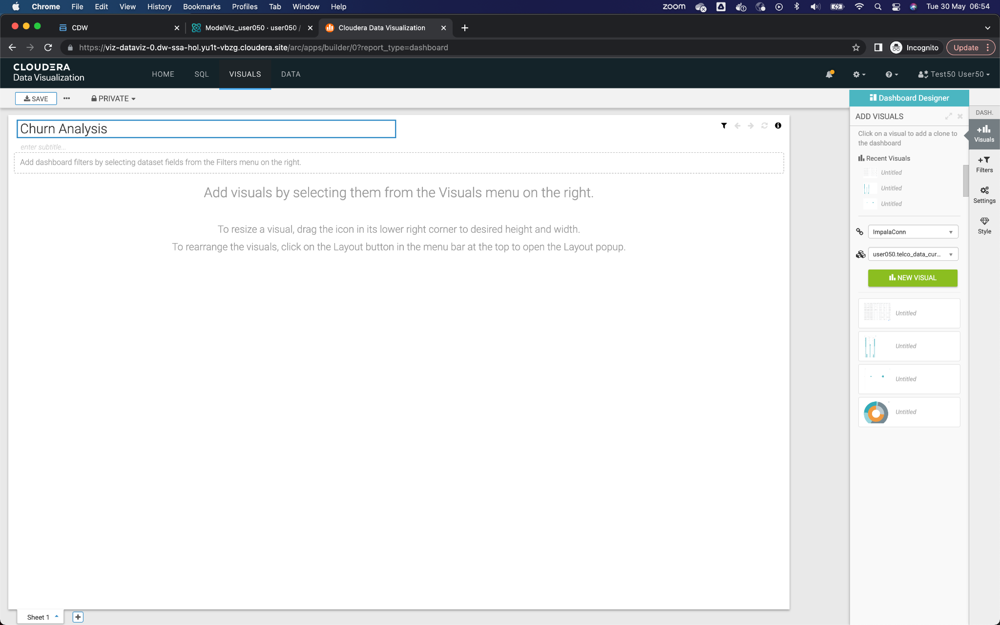 Chrome File Edit View History Bookmarks Profiles Tab Window Help zoom Tue 30 May 06:54
CDW ModelViz_user050 · user050 / Cloudera Data Visualization
https://viz-dataviz-0.dw-ssa-hol.yu1t-vbzg.cloudera.site/arc/apps/builder/0?report_type=dashboard Incognito Update
CLOUDERA
Data Visualization
HOME SQL VISUALS DATA Test50 User50
SAVE PRIVATE
Dashboard Designer
Churn Analysis
enter subtitle...
Add dashboard filters by selecting dataset fields from the Filters menu on the right.
Add visuals by selecting them from the Visuals menu on the right.
To resize a visual, drag the icon in its lower right corner to desired height and width.
To rearrange the visuals, click on the Layout button in the menu bar at the top to open the Layout popup.
ADD VISUALS
Click on a visual to add a clone to
the dashboard
Recent Visuals
Untitled
Untitled
Untitled
ImpalaConn
user050.telco_data_cur...
NEW VISUAL
Untitled
Untitled
Untitled
Untitled
DASH.
Visuals
Filters
Settings
Style
Sheet 1